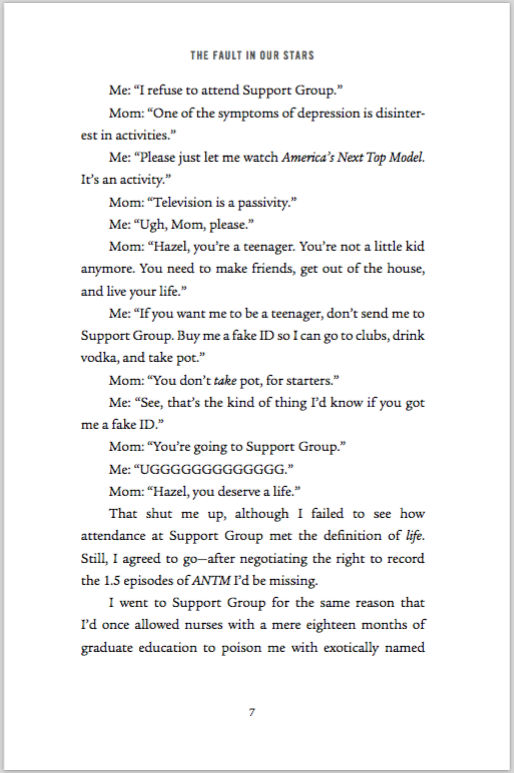 THE FAULT IN OUR STARS
Me: “I refuse to attend Support Group.”
Mom: “One of the symptoms of depression is disinter-
est in activities.”
Me: “Please just let me watch America’s Next Top Model.
It’s an activity.”
Mom: “Television is a passivity.”
Me: “Ugh, Mom, please.”
Mom: “Hazel, you’re a teenager. You’re not a little kid
anymore. You need to make friends, get out of the house,
and live your life.”
Me: “If you want me to be a teenager, don’t send me to
Support Group. Buy me a fake ID so I can go to clubs, drink
vodka, and take pot.”
Mom: “You don’t take pot, for starters.”
Me: “See, that’s the kind of thing I’d know if you got
me a fake ID.”
Mom: “You’re going to Support Group.”
Me: “UGGGGGGGGGGGGG.”
Mom: “Hazel, you deserve a life.”
That shut me up, although I failed to see how
attendance at Support Group met the definition of life.
Still, I agreed to go—after negotiating the right to record
the 1.5 episodes of ANTM I’d be missing.
I went to Support Group for the same reason that
I’d once allowed nurses with a mere eighteen months of
graduate education to poison me with exotically named
7